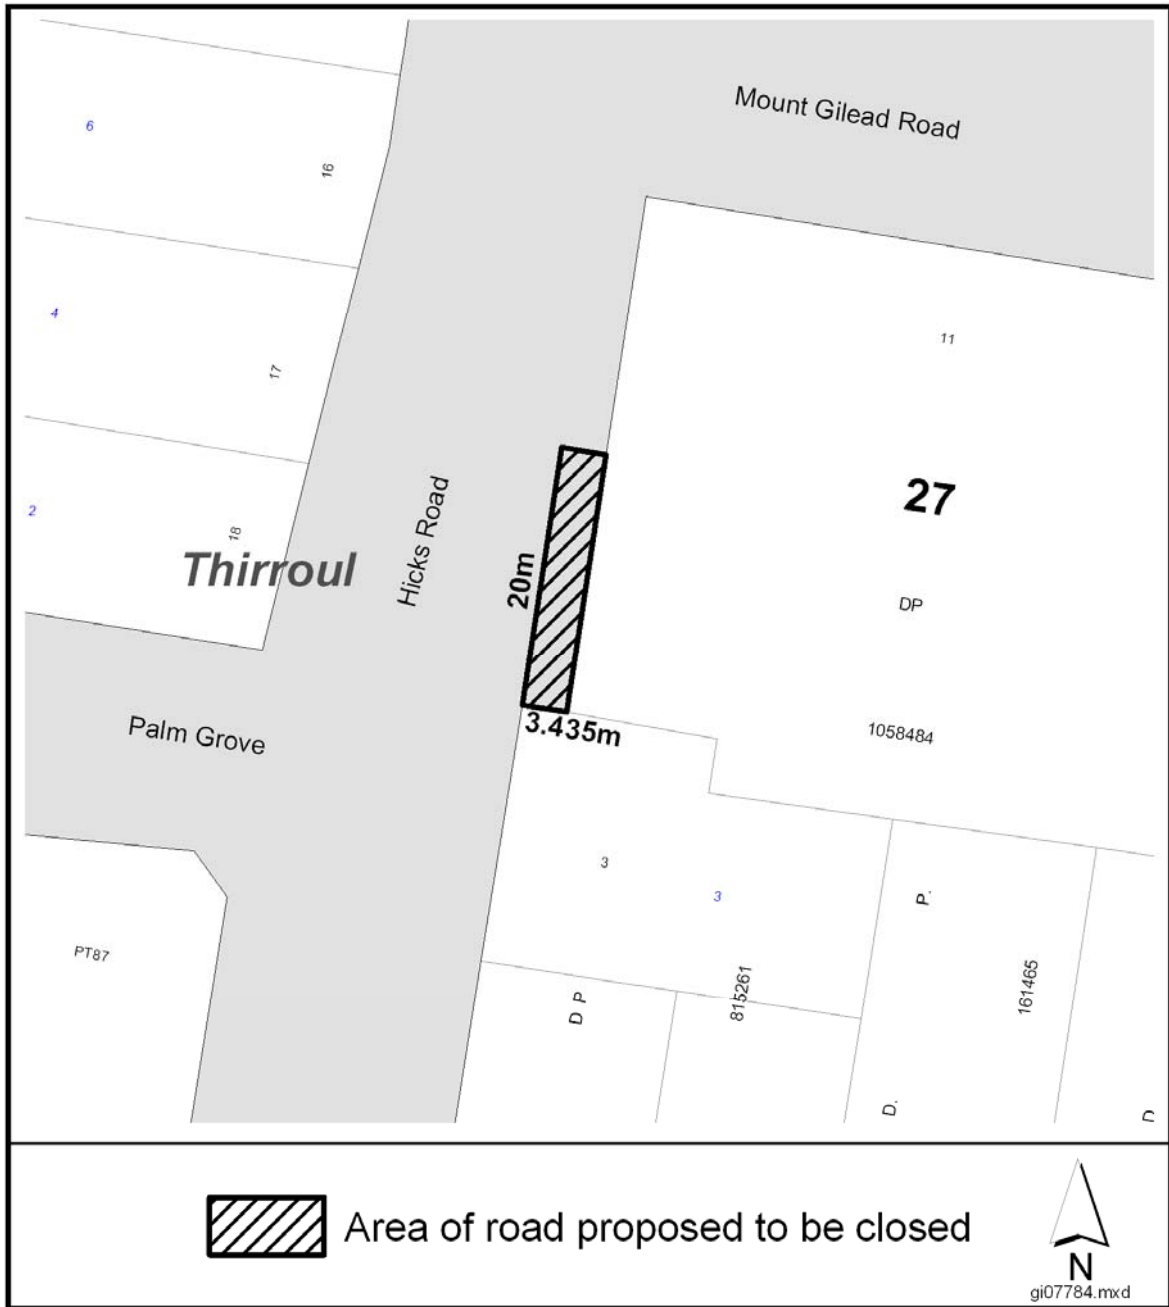 Mount Gilead Road
6
16
4
11
17
2
18
Thirroul
Hicks Road
20m
27
DP
3.435m
Palm Grove
1058484
3
3
PT87
P.
D P
815261
161465
D.
D
Area of road proposed to be closed
N
gi07784.mxd